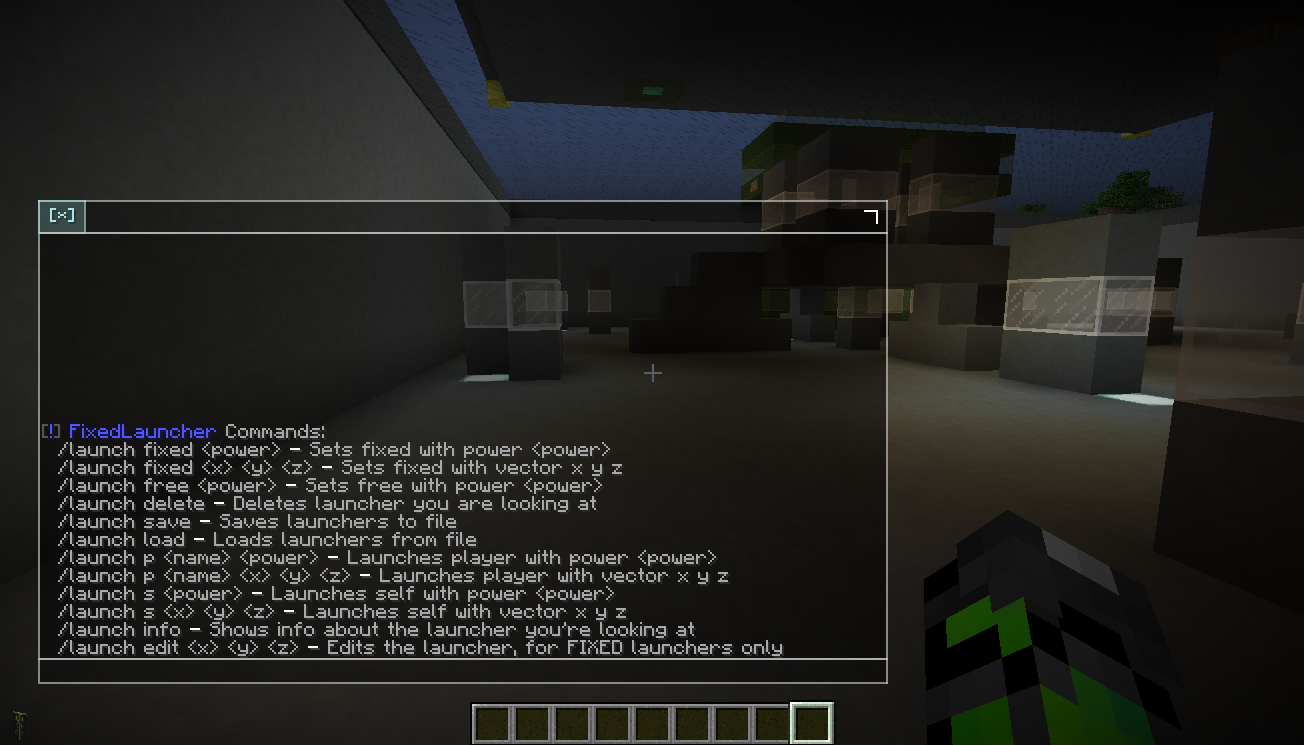 [×]
[!] FixedLauncher Commands:
/launch fixed <power> - Sets fixed with power <power>
/launch fixed <x> <y> <z> - Sets fixed with vector x y z
/launch free <power> - Sets free with power <power>
/launch delete - Deletes launcher you are looking at
/launch save - Saves launchers to file
/launch load - Loads launchers from file
/launch p <name> <power> - Launches player with power <power>
/launch p <name> <x> <y> <z> - Launches player with vector x y z
/launch s <power> - Launches self with power <power>
/launch s <x> <y> <z> - Launches self with vector x y z
/launch info - Shows info about the launcher you're looking at
/launch edit <x> <y> <z> - Edits the launcher, for FIXED launchers only